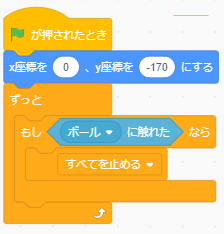 が押されたとき
x座標を 0 、y座標を -170 にする
ずっと
もし ボール に触れた なら
すべてを止める